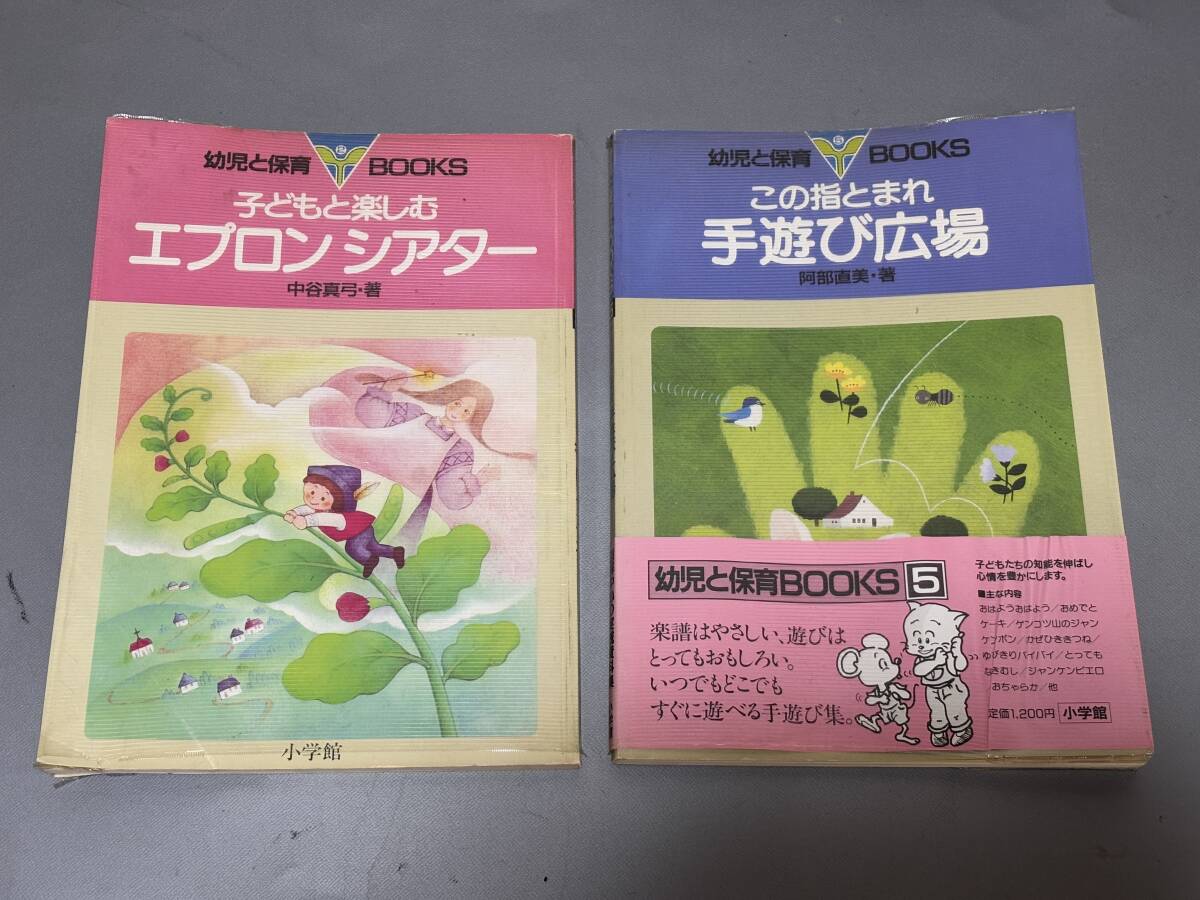 幼児と保育 2 BOOKS
子どもと楽しむ
エプロンシアター
中谷真弓・著
小学館
幼児と保育 5 BOOKS
この指とまれ
手遊び広場
阿部直美・著
幼児と保育BOOKS 5
楽譜はやさしい、遊びは
とってもおもしろい。
いつでもどこでも
すぐに遊べる手遊び集。
子どもたちの知能を伸ばし
心情を豊かにします。
■主な内容
おはようおはよう/おめでと
ケーキ/ゲンコツ山のジャン
ケンポン/かぜひききつね/
ゆびきりバイバイ/とっても
なきむし/ジャンケンピエロ
/おちゃらか/他
定価1,200円 小学館